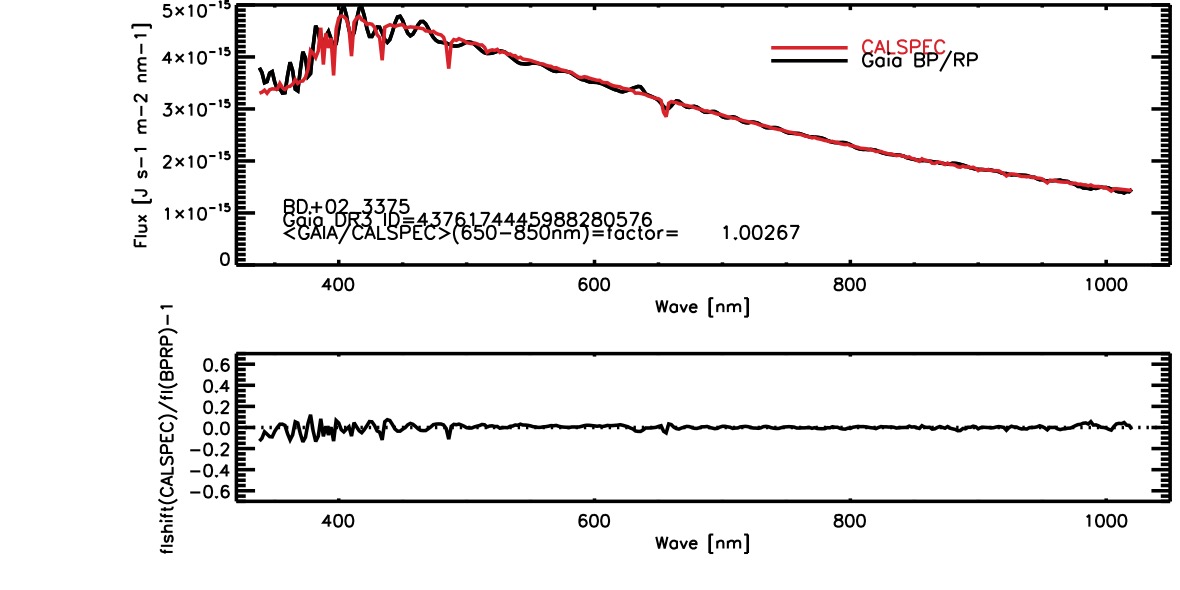 5×10−15
4×10−15
3×10−15
2×10−15
1×10−15
0
Flux [J s−1 m−2 nm−1]
CALSPEC
Gaia BP/RP
BD+02 3375
Gaia DR3 ID=4376174445988280576
<GAIA/CALSPEC>(650−850nm)=factor= 1.00267
400 600 800 1000
Wave [nm]
flshift(CALSPEC)/fl(BPRP)−1
0.6
0.4
0.2
0.0
−0.2
−0.4
−0.6
400 600 800 1000
Wave [nm]